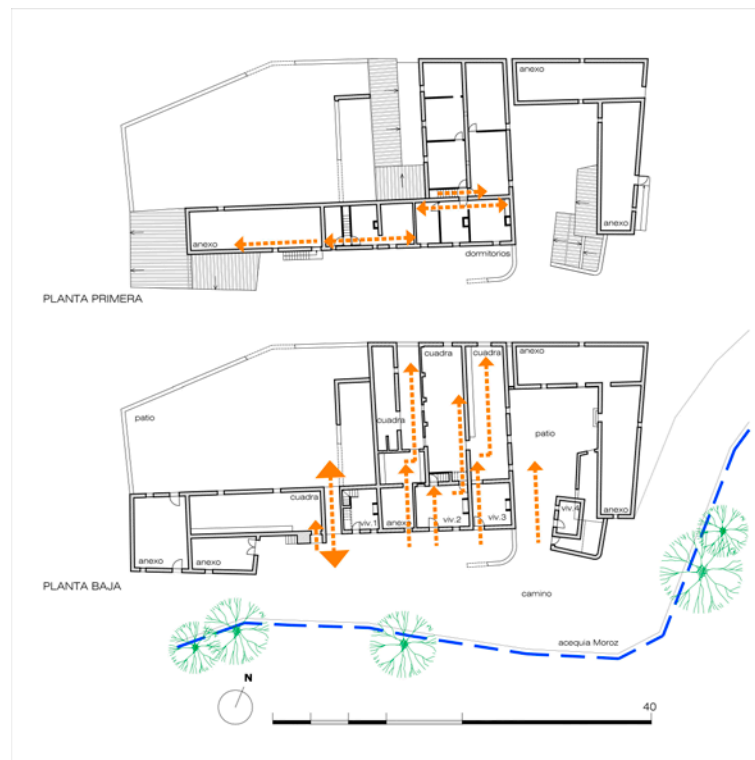 anexo
anexo
anexo
dormitorios
PLANTA PRIMERA
cuadra
cuadra
anexo
patio
cuadra
patio
cuadra
anexo
viv.1
anexo
viv.2
viv.3
viv.4
anexo
anexo
PLANTA BAJA
camino
acequia Moroz
N
40